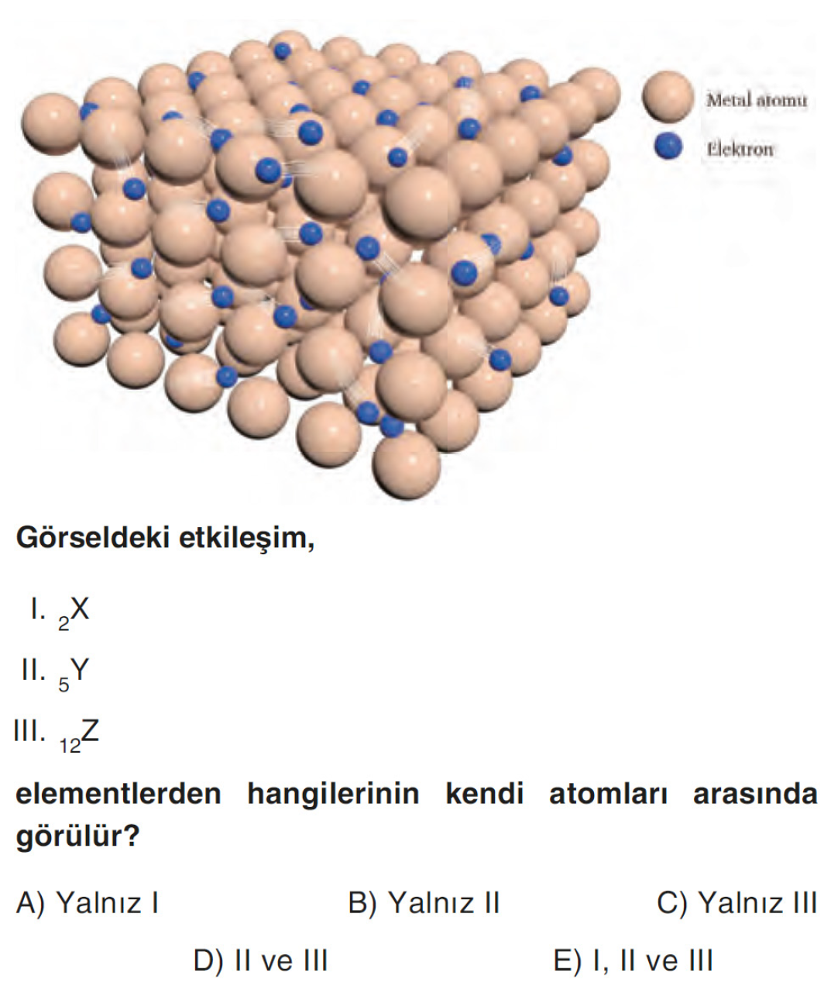 Metal atomu
Elektron
Görseldeki etkileşim,
I. ₂X
II. ₅Y
III. ₁₂Z
elementlerden hangilerinin kendi atomları arasında
görülür?
A) Yalnız I B) Yalnız II C) Yalnız III
D) II ve III E) I, II ve III